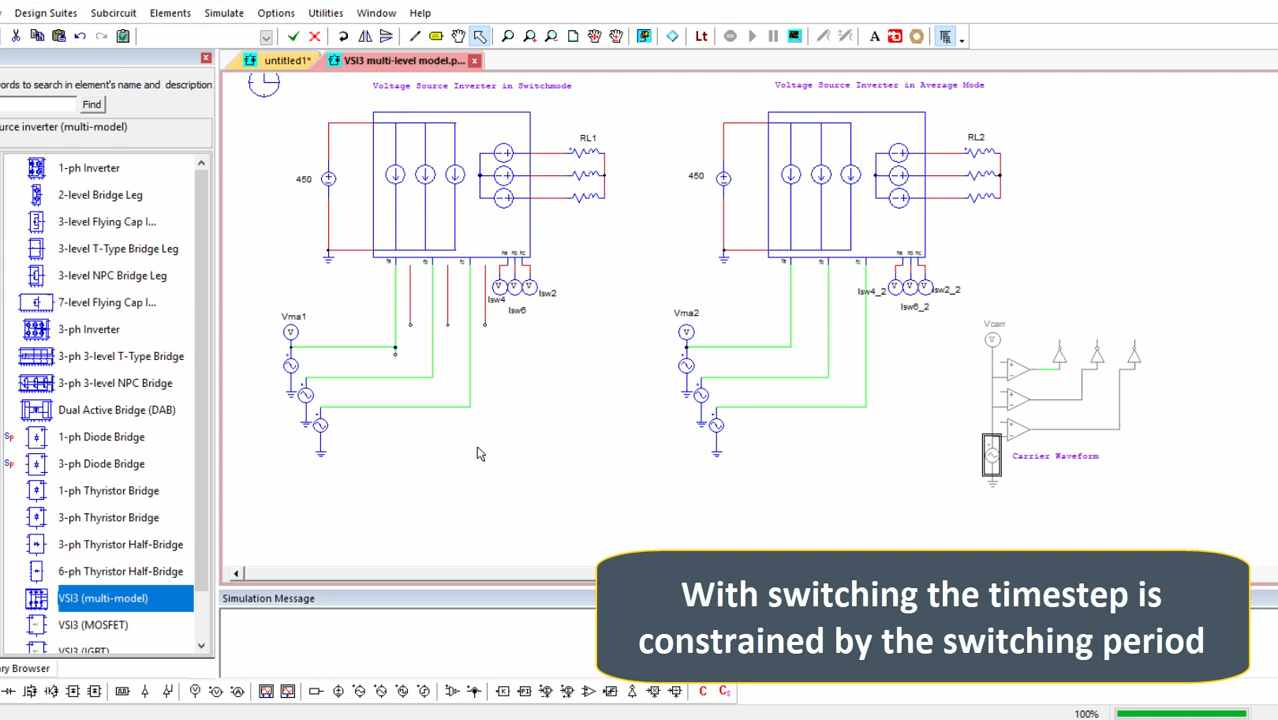 Design Suites Subcircuit Elements Simulate Options Utilities Window Help
Lt A
untitled1* VSI3 multi-level model.p...
words to search in element's name and description
Find
ource inverter (multi-model)
1-ph Inverter
2-level Bridge Leg
3-level Flying Cap I...
3-level T-Type Bridge Leg
3-level NPC Bridge Leg
7-level Flying Cap I...
3-ph Inverter
3-ph 3-level T-Type Bridge
3-ph 3-level NPC Bridge
Dual Active Bridge (DAB)
1-ph Diode Bridge
3-ph Diode Bridge
1-ph Thyristor Bridge
3-ph Thyristor Bridge
3-ph Thyristor Half-Bridge
6-ph Thyristor Half-Bridge
VSI3 (multi-model)
VSI3 (MOSFET)
VSI3 (IGBT)
ary Browser
Voltage Source Inverter in Switchmode
RL1
450
Isw4
Isw2
Isw6
Vma1
Voltage Source Inverter in Average Mode
RL2
450
Isw4_2
Isw2_2
Isw6_2
Vma2
Vcarr
Carrier Waveform
Simulation Message
With switching the timestep is
constrained by the switching period
C Cs
100%